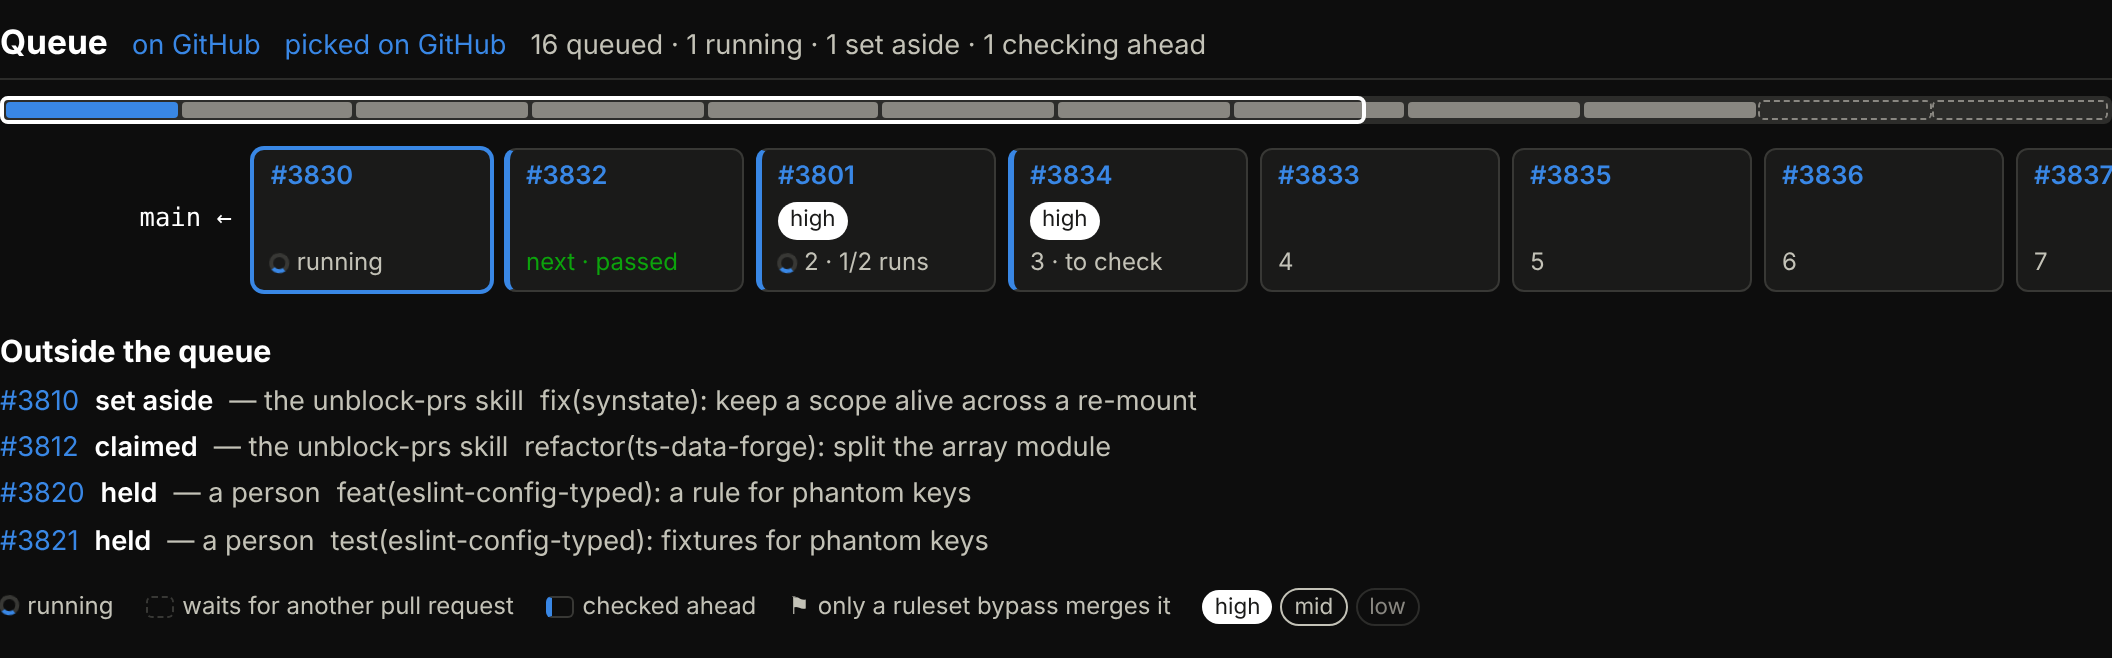 Queue on GitHub picked on GitHub 16 queued · 1 running · 1 set aside · 1 checking ahead
#3830 #3832 #3801 #3834 #3833 #3835 #3836 #3837
high high
main ←
running next · passed 2 · 1/2 runs 3 · to check 4 5 6 7
Outside the queue
#3810 set aside — the unblock-prs skill fix(synstate): keep a scope alive across a re-mount
#3812 claimed — the unblock-prs skill refactor(ts-data-forge): split the array module
#3820 held — a person feat(eslint-config-typed): a rule for phantom keys
#3821 held — a person test(eslint-config-typed): fixtures for phantom keys
running waits for another pull request checked ahead ⚑ only a ruleset bypass merges it high mid low